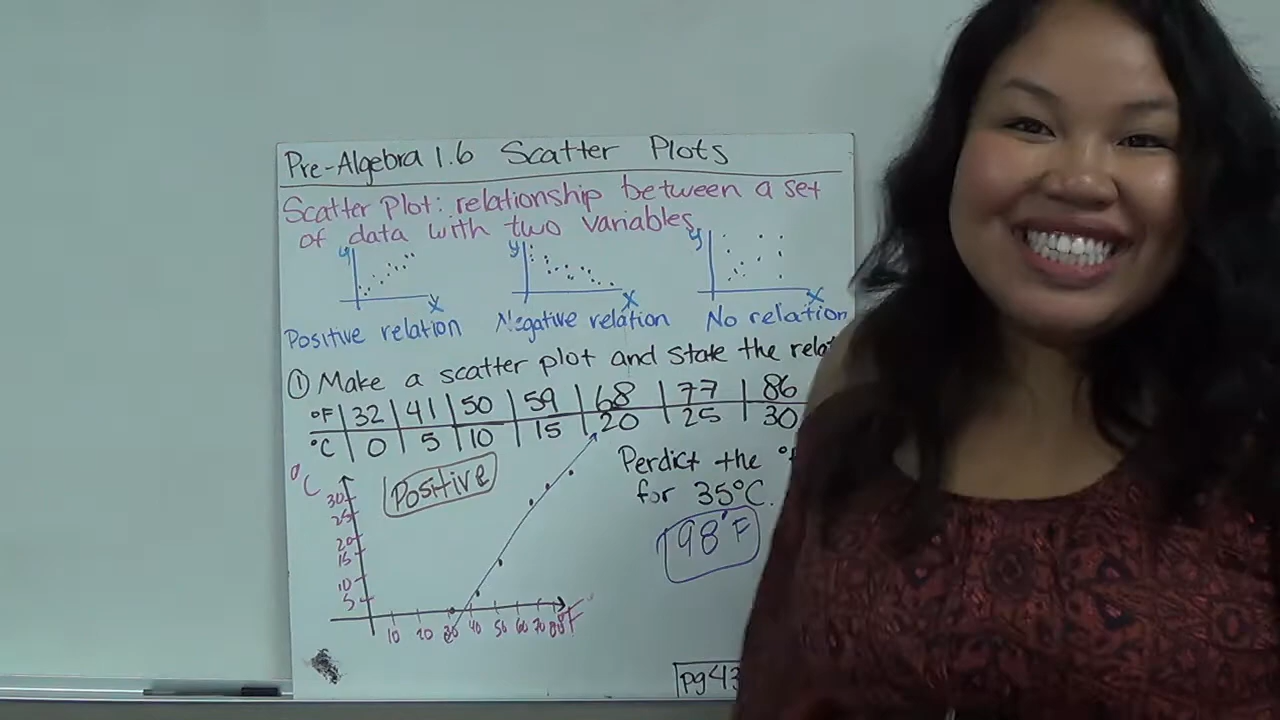 Pre-Algebra 1.6 Scatter Plots
Scatter Plot: relationship between a set
of data with two variables
y y y
x x x
Positive relation Negative relation No relation
① Make a scatter plot and state the
°F 32 41 50 59 68 77 86
°C 0 5 10 15 20 25 30
°C
Positive
Perdict the
for 35°C.
98°F
30
25
20
15
10
5
10 20 30 40 50 60 70 80 °F
pg 43